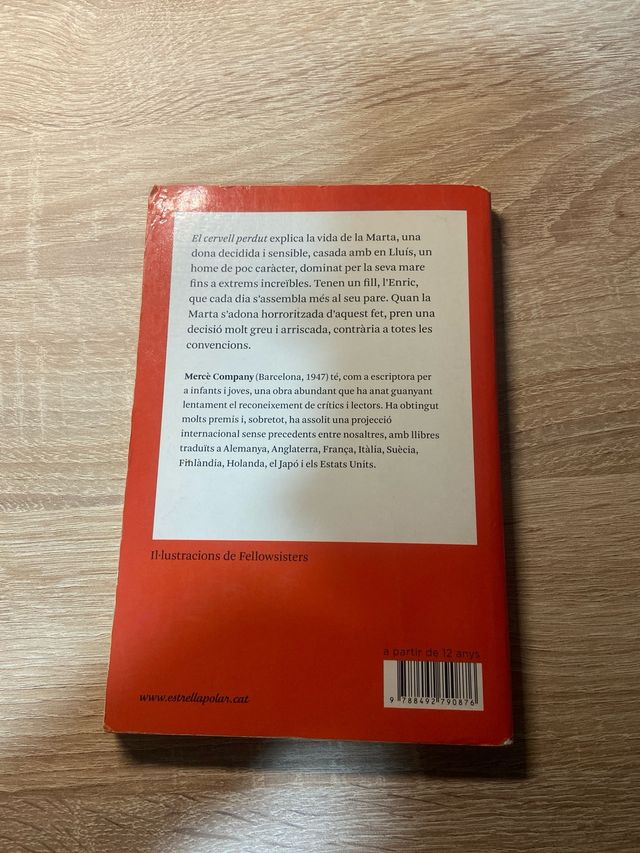 El cervell perdut explica la vida de la Marta, una
dona decidida i sensible, casada amb en Lluís, un
home de poc caràcter, dominat per la seva mare
fins a extrems increïbles. Tenen un fill, l'Enric,
que cada dia s'assembla més al seu pare. Quan la
Marta s'adona horroritzada d'aquest fet, pren una
decisió molt greu i arriscada, contrària a totes les
convencions.
Mercè Company (Barcelona, 1947) té, com a escriptora per
a infants i joves, una obra abundant que ha anat guanyant
lentament el reconeixement de crítics i lectors. Ha obtingut
molts premis i, sobretot, ha assolit una projecció
internacional sense precedents entre nosaltres, amb llibres
traduïts a Alemanya, Anglaterra, França, Itàlia, Suècia,
Finlàndia, Holanda, el Japó i els Estats Units.
Il·lustracions de Fellowsisters
a partir de 12 anys
www.estrellapolar.cat
9 788492 790876